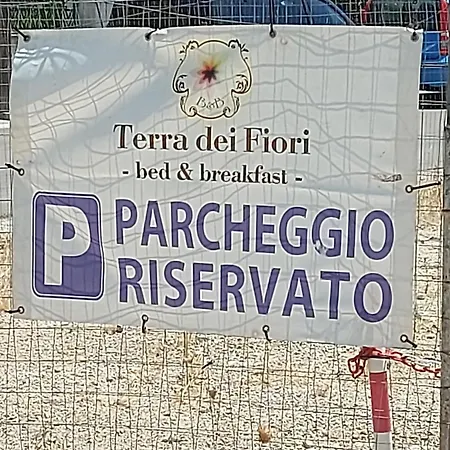 B&B
Terra dei Fiori
- bed & breakfast -
P PARCHEGGIO
RISERVATO